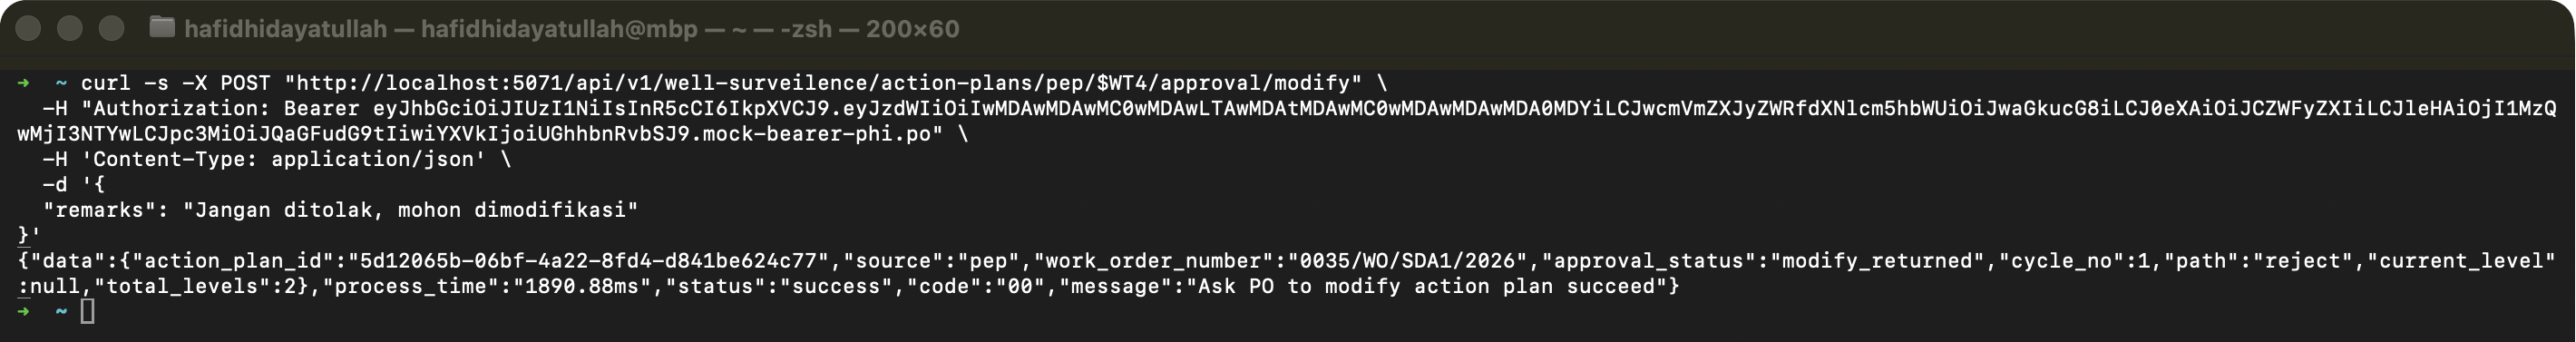 hafidhidayatullah — hafidhidayatullah@mbp — ~ — -zsh — 200×60
➜  ~ curl -s -X POST "http://localhost:5071/api/v1/well-surveilence/action-plans/pep/$WT4/approval/modify" \
  -H "Authorization: Bearer eyJhbGciOiJIUzI1NiIsInR5cCI6IkpXVCJ9.eyJzdWIiOiIwMDAwMDAwMC0wMDAwLTAwMDAtMDAwMC0wMDAwMDAwMDA0MDYiLCJwcmVmZXJyZWRfdXNlcm5hbWUiOiJwaGkucG8iLCJ0eXAiOiJCZWFyZXIiLCJleHAiOjI1MzQ
wMjI3NTYwLCJpc3MiOiJQaGFudG9tIiwiYXVkIjoiUGhhbnRvbSJ9.mock-bearer-phi.po" \
  -H 'Content-Type: application/json' \
  -d '{
  "remarks": "Jangan ditolak, mohon dimodifikasi"
}'
{"data":{"action_plan_id":"5d12065b-06bf-4a22-8fd4-d841be624c77","source":"pep","work_order_number":"0035/WO/SDA1/2026","approval_status":"modify_returned","cycle_no":1,"path":"reject","current_level"
:null,"total_levels":2},"process_time":"1890.88ms","status":"success","code":"00","message":"Ask PO to modify action plan succeed"}
➜  ~